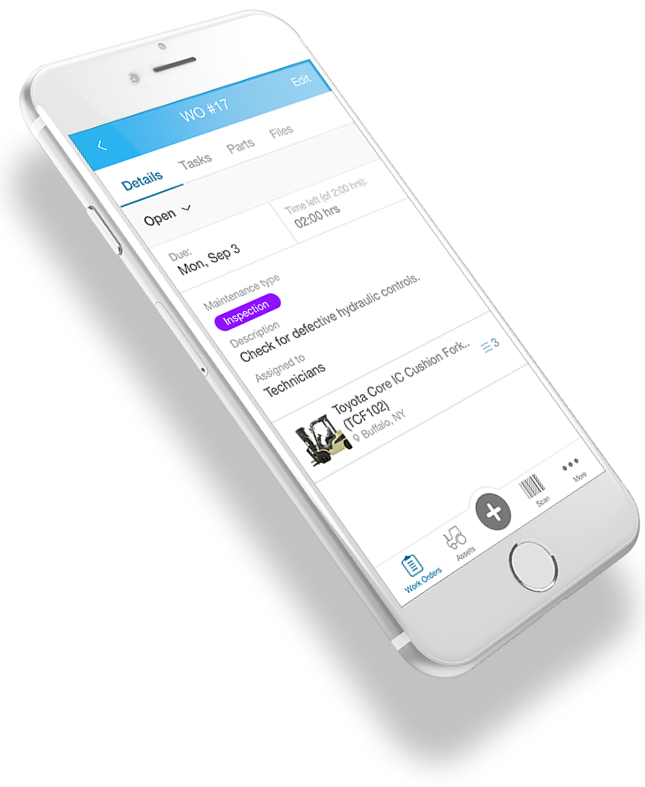 WO #17
Edit
Details
Tasks
Parts
Files
Open
Due:
Mon, Sep 3
Time left (of 2:00 hrs):
02:00 hrs
Maintenance type
Inspection
Description
Check for defective hydraulic controls.
Assigned to
Technicians
Toyota Core IC Cushion Fork..
(TCF102)
Buffalo, NY
3
Work Orders
Assets
Scan
More